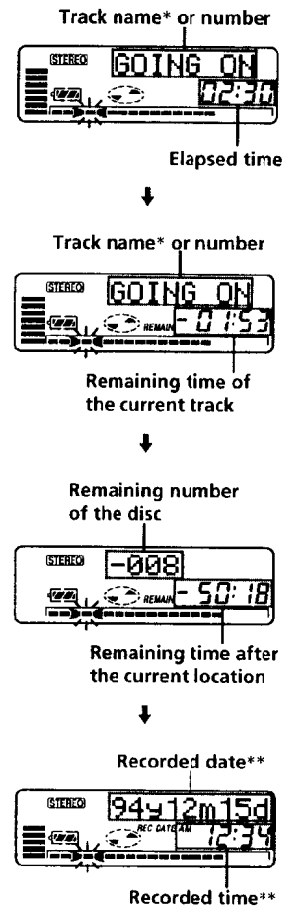 Track name* or number
STEREO
GOING ON
02:30
Elapsed time
Track name* or number
STEREO
GOING ON
REMAIN
-01:53
Remaining time of
the current track
Remaining number
of the disc
STEREO
-008
REMAIN
-50:18
Remaining time after
the current location
Recorded date**
STEREO
94y12m15d
REC DATE AM
12:34
Recorded time**